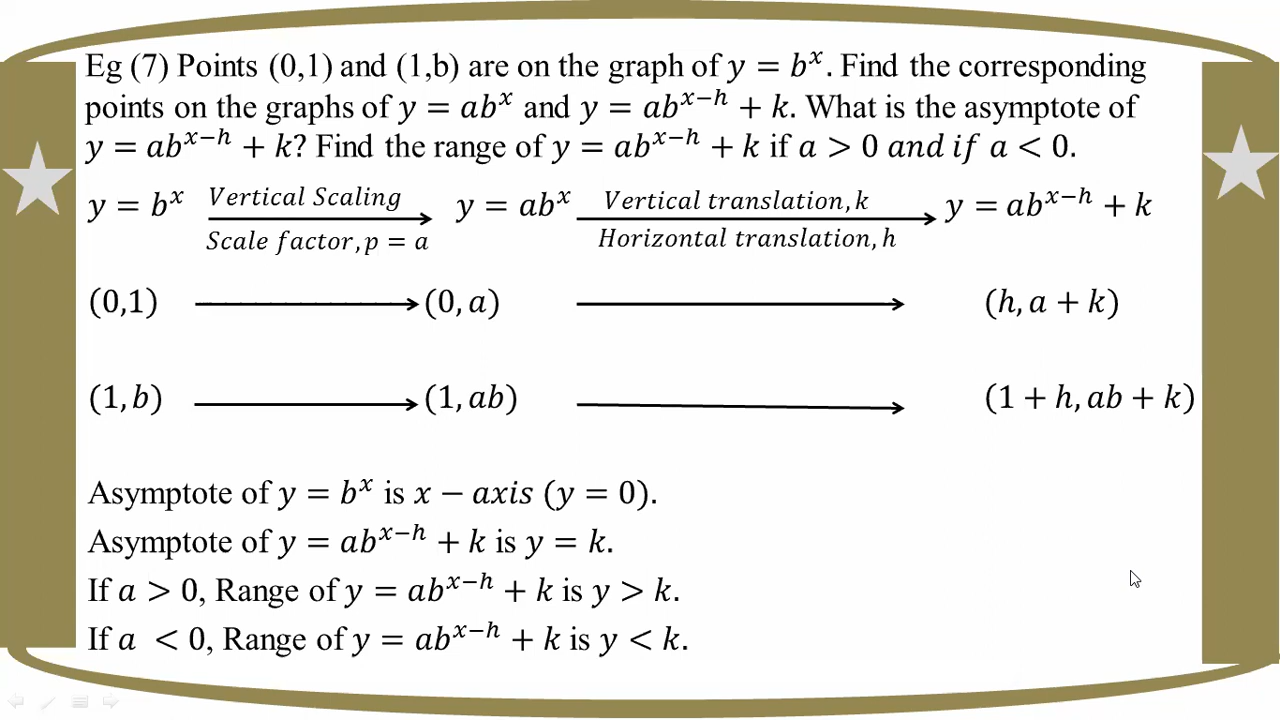 Eg (7) Points (0,1) and (1,b) are on the graph of $y = b^x$. Find the corresponding
points on the graphs of $y = ab^x$ and $y = ab^{x-h} + k$. What is the asymptote of
$y = ab^{x-h} + k$? Find the range of $y = ab^{x-h} + k$ if $a > 0$ and if $a < 0$.
$y = b^x$ Vertical Scaling → $y = ab^x$ Vertical translation, k → $y = ab^{x-h} + k$
Scale factor, p = a Horizontal translation, h
(0,1) → (0, a) → (h, a + k)
(1, b) → (1, ab) → (1 + h, ab + k)
Asymptote of $y = b^x$ is x − axis (y = 0).
Asymptote of $y = ab^{x-h} + k$ is $y = k$.
If $a > 0$, Range of $y = ab^{x-h} + k$ is $y > k$.
If $a < 0$, Range of $y = ab^{x-h} + k$ is $y < k$.